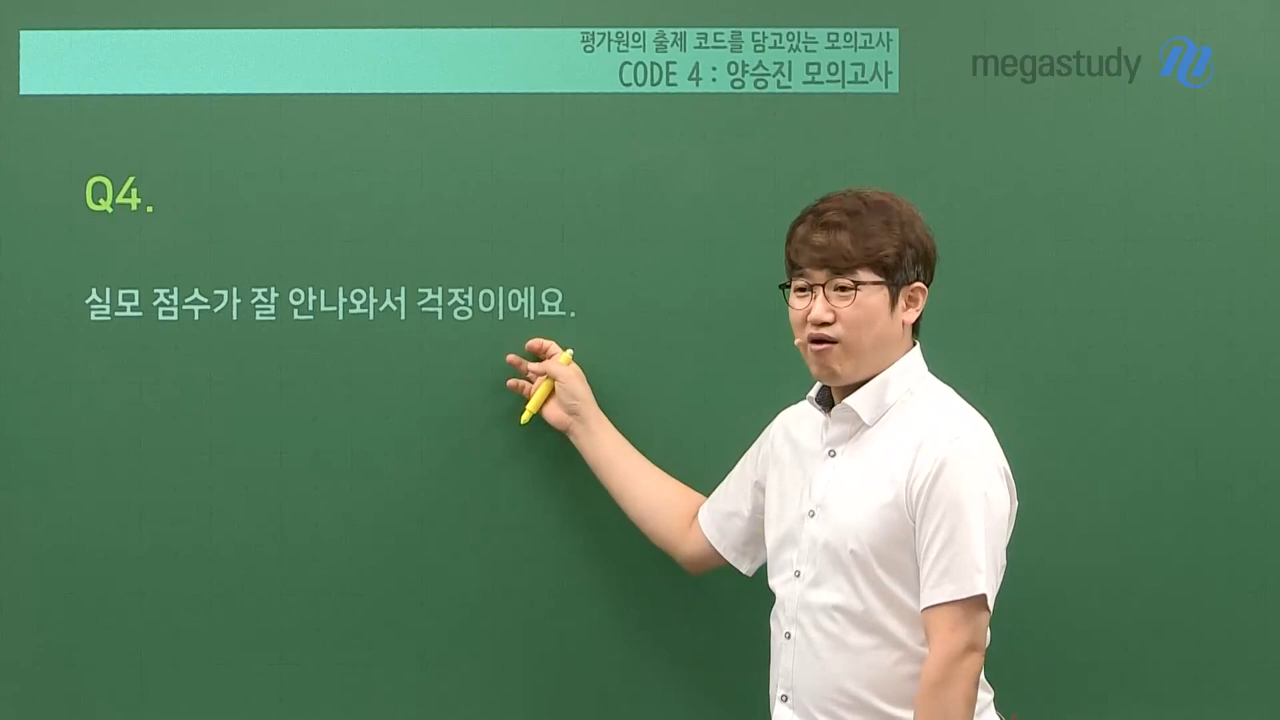 평가원의 출제 코드를 담고있는 모의고사
CODE 4 : 양승진 모의고사
megastudy
Q4.
실모 점수가 잘 안나와서 걱정이에요.